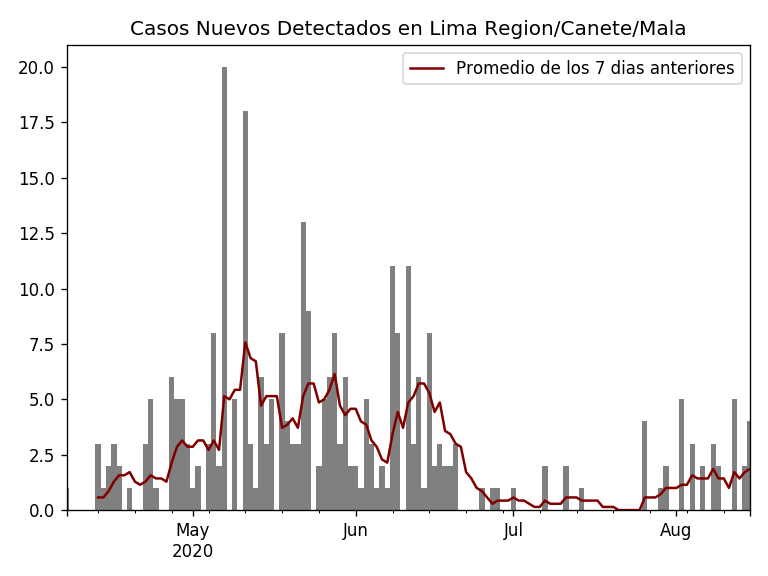 Casos Nuevos Detectados en Lima Region/Canete/Mala
Promedio de los 7 dias anteriores
20.0
17.5
15.0
12.5
10.0
7.5
5.0
2.5
0.0
May
2020
Jun
Jul
Aug